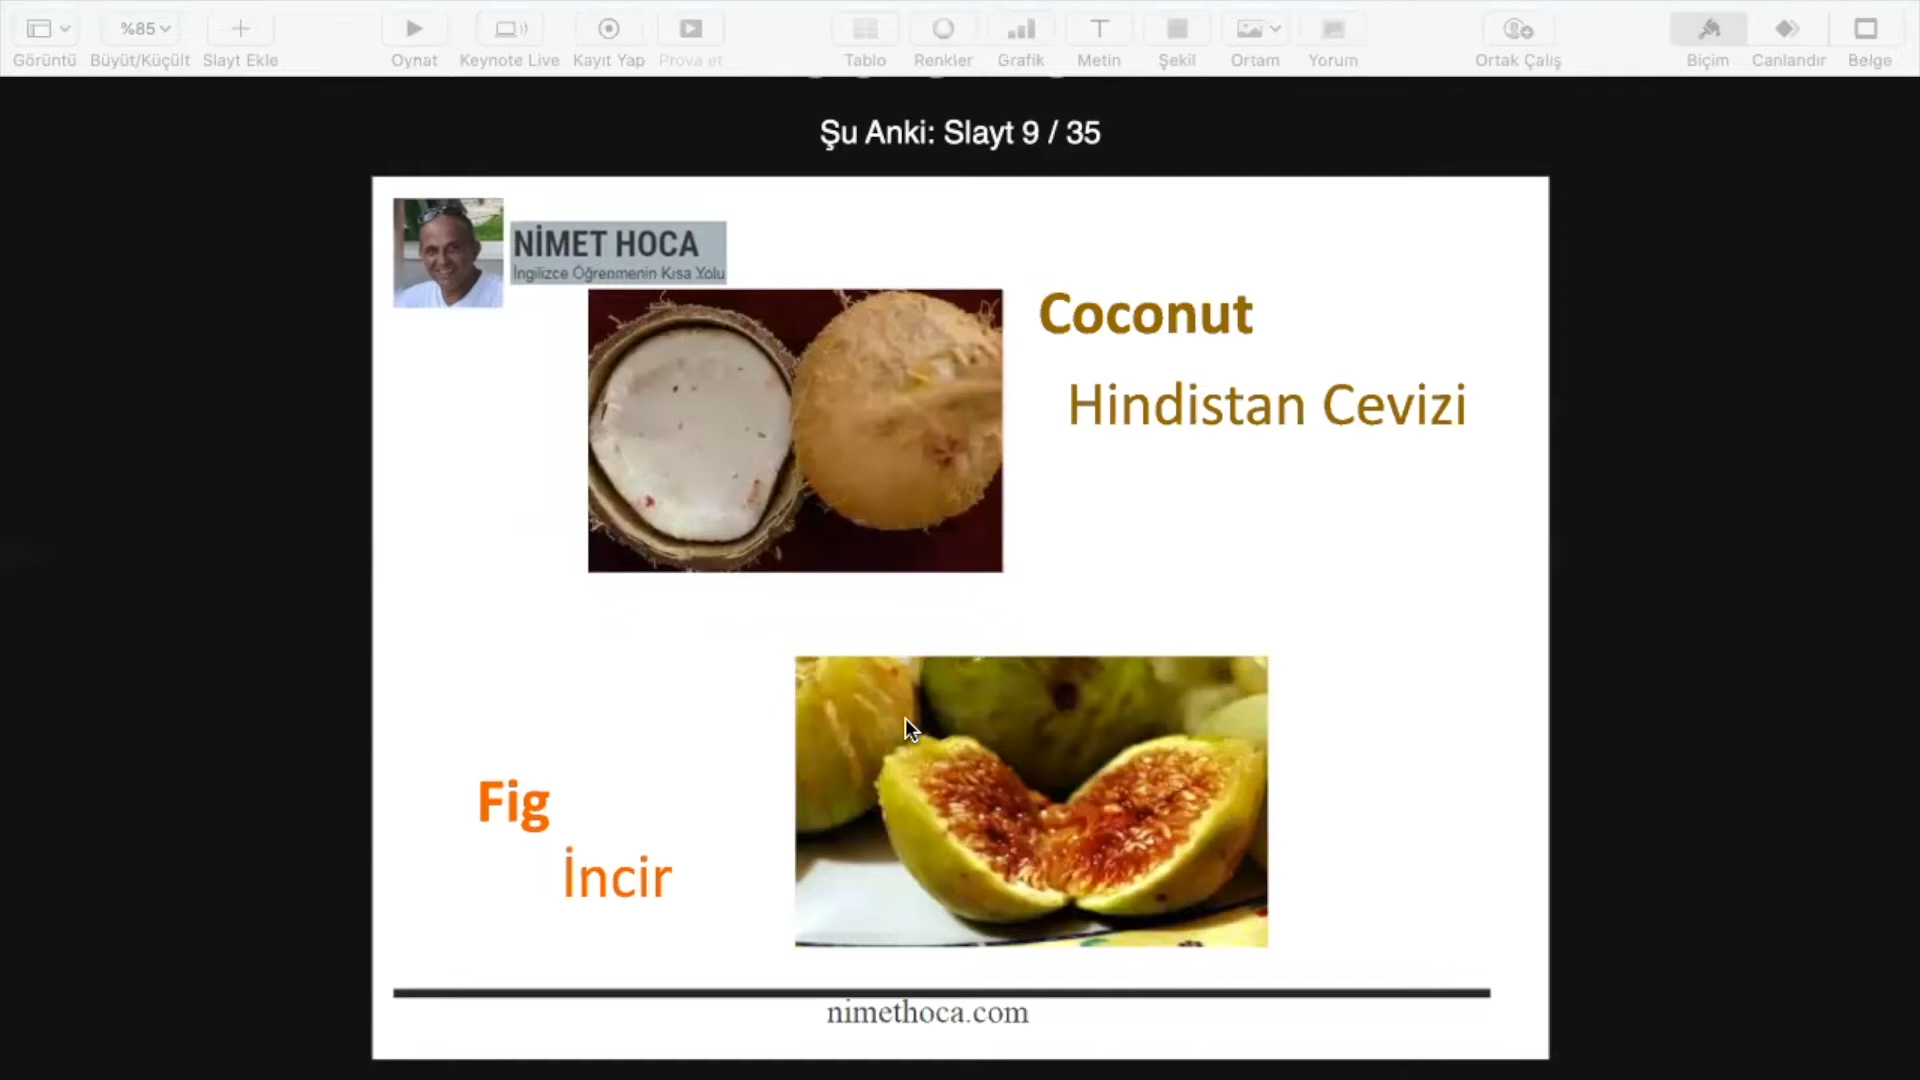 %85
Görüntü
Büyüt/Küçült
Slayt Ekle
Oynat
Keynote Live
Kayıt Yap
Prova et
Tablo
Renkler
Grafik
Metin
Şekil
Ortam
Yorum
Ortak Çalış
Biçim
Canlandır
Belge
Şu Anki: Slayt 9 / 35
NİMET HOCA
İngilizce Öğrenmenin Kısa Yolu
Coconut
Hindistan Cevizi
Fig
İncir
nimethoca.com